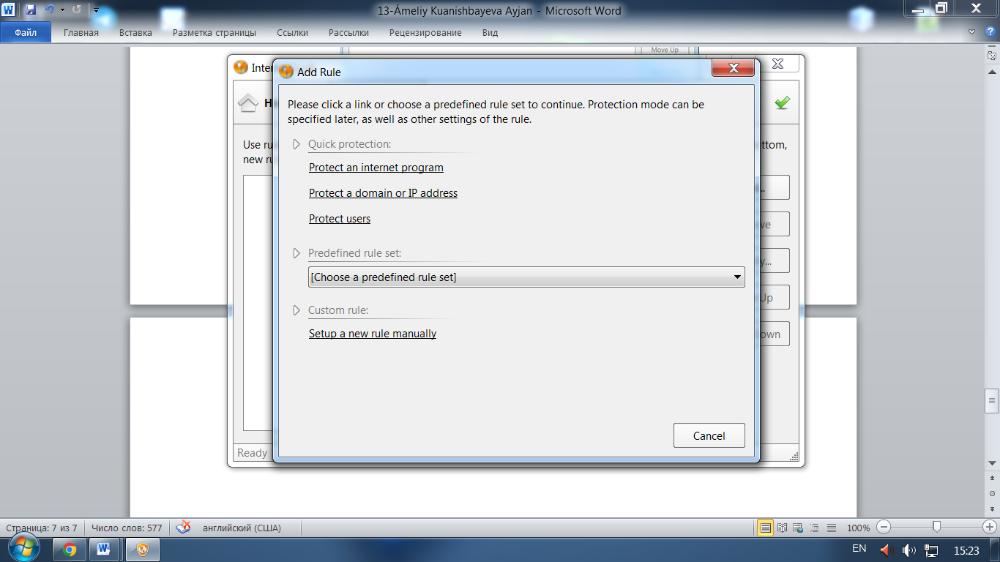 13-Ámeliy Kuanishbayeva Ayjan - Microsoft Word
Файл Главная Вставка Разметка страницы Ссылки Рассылки Рецензирование Вид
Move Up
Add Rule
Please click a link or choose a predefined rule set to continue. Protection mode can be
specified later, as well as other settings of the rule.
Quick protection:
Protect an internet program
Protect a domain or IP address
Protect users
Predefined rule set:
[Choose a predefined rule set]
Custom rule:
Setup a new rule manually
Cancel
Inter
H
Use ru
ttom,
new ru
...
ve
y...
Up
own
Ready
Страница: 7 из 7 Число слов: 577 английский (США) 100%
EN 15:23